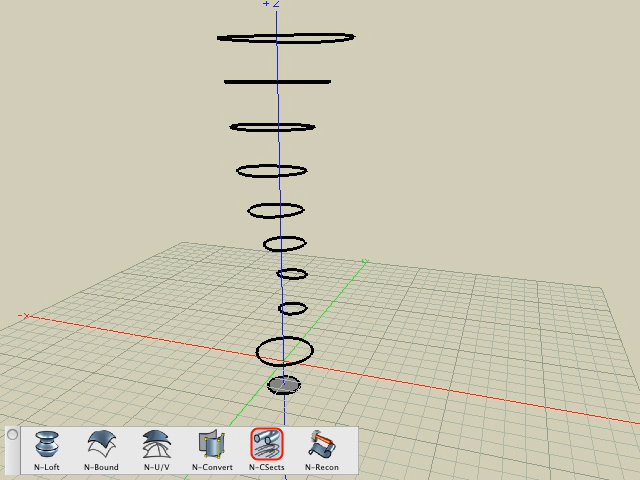 +Z
-X
N-Loft
N-Bound
N-U/V
N-Convert
N-CSects
N-Recon